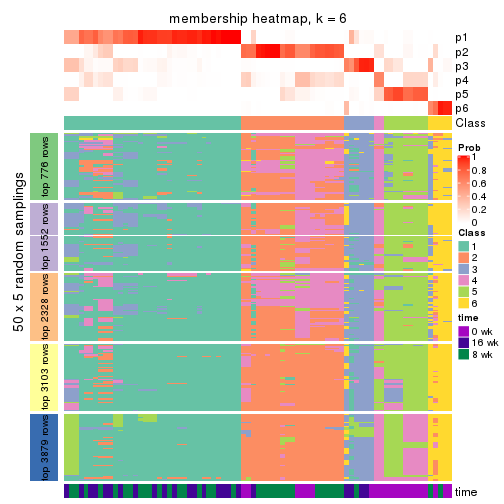 membership heatmap, k = 6
p1
p2
p3
p4
p5
p6
Class
50 x 5 random samplings
top 776 rows
top 1552 rows
top 2328 rows
top 3103 rows
top 3879 rows
time
Prob
1
0.8
0.6
0.4
0.2
0
Class
1
2
3
4
5
6
time
0 wk
16 wk
8 wk